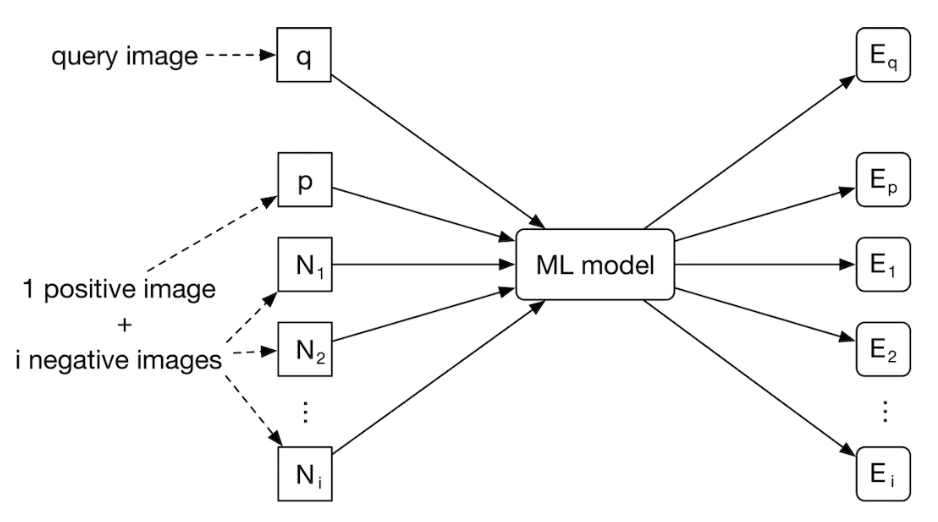 query image
q
E_q
p
E_p
1 positive image
+
i negative images
N_1
E_1
ML model
N_2
E_2
⋮
⋮
N_i
E_i